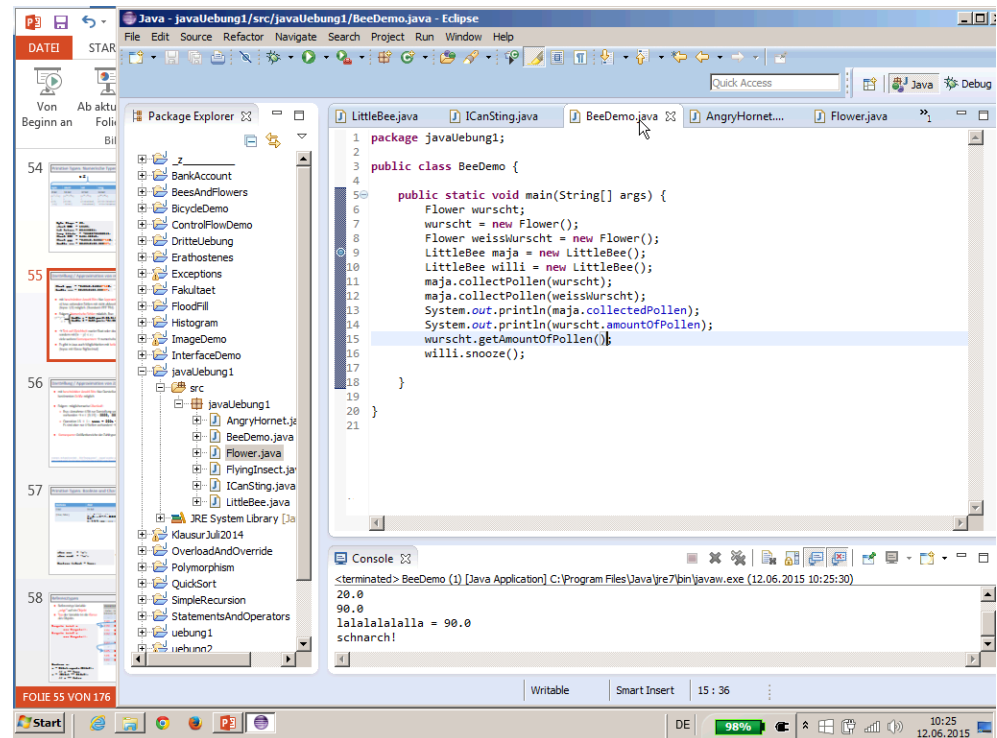 Java - javaUebung1/src/javaUebung1/BeeDemo.java - Eclipse
File Edit Source Refactor Navigate Search Project Run Window Help
DATEI STAR
Von Ab aktu
Beginn an Foli
Bil
Quick Access Java Debug
Package Explorer
LittleBee.java ICanSting.java BeeDemo.java AngryHornet.... Flower.java 1
_z_________
BankAccount
BeesAndFlowers
BicycleDemo
ControlFlowDemo
DritteUebung
Erathostenes
Exceptions
Fakultaet
FloodFill
Histogram
ImageDemo
InterfaceDemo
javaUebung1
src
javaUebung1
AngryHornet.ja
BeeDemo.java
Flower.java
FlyingInsect.ja
ICanSting.java
LittleBee.java
JRE System Library [Ja
KlausurJuli2014
OverloadAndOverride
Polymorphism
QuickSort
SimpleRecursion
StatementsAndOperators
uebung1
uebung2
1 package javaUebung1;
2
3 public class BeeDemo {
4
5 public static void main(String[] args) {
6 Flower wurscht;
7 wurscht = new Flower();
8 Flower weissWurscht = new Flower();
9 LittleBee maja = new LittleBee();
10 LittleBee willi = new LittleBee();
11 maja.collectPollen(wurscht);
12 maja.collectPollen(weissWurscht);
13 System.out.println(maja.collectedPollen);
14 System.out.println(wurscht.amountOfPollen);
15 wurscht.getAmountOfPollen();
16 willi.snooze();
17
18 }
19
20 }
21
Console
<terminated> BeeDemo (1) [Java Application] C:\Program Files\Java\jre7\bin\javaw.exe (12.06.2015 10:25:30)
20.0
90.0
lalalalalalla = 90.0
schnarch!
54
55
56
57
58
Writable Smart Insert 15 : 36
FOLIE 55 VON 176
Start DE 98% 10:25
12.06.2015